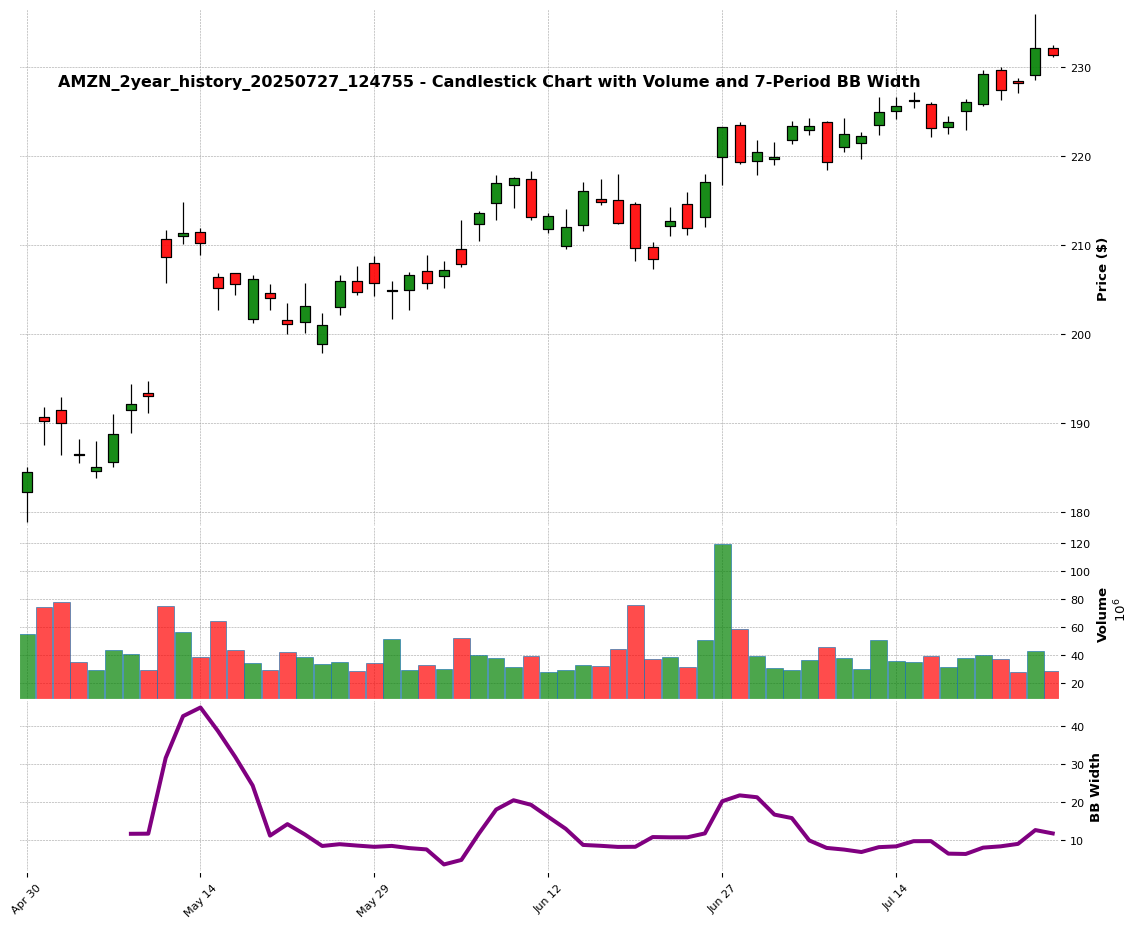 AMZN_2year_history_20250727_124755 - Candlestick Chart with Volume and 7-Period BB Width
230
220
210
200
190
180
Price ($)
120
100
80
60
40
20
Volume
10^6
40
30
20
10
BB Width
Apr 30
May 14
May 29
Jun 12
Jun 27
Jul 14